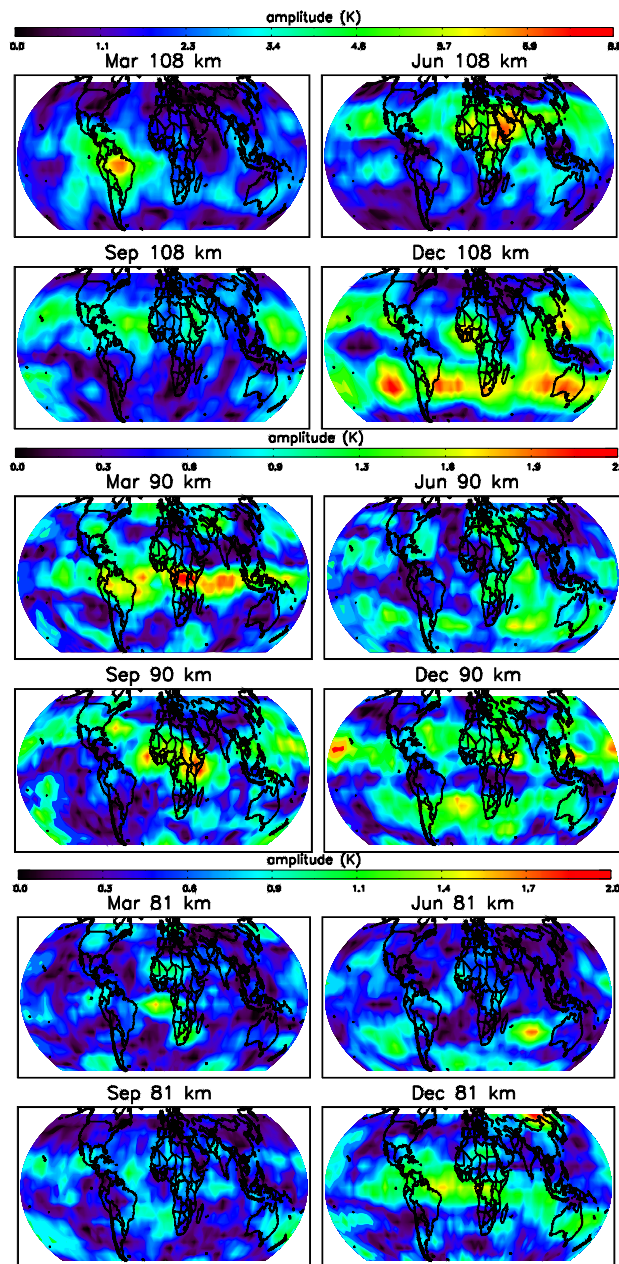 amplitude (K)
0.0 1.1 2.3 3.4 4.6 5.7 6.9 8.0
Mar 108 km Jun 108 km
Sep 108 km Dec 108 km
amplitude (K)
0.0 0.3 0.6 0.9 1.3 1.6 1.9
Mar 90 km Jun 90 km
Sep 90 km Dec 90 km
amplitude (K)
0.0 0.3 0.6 0.9 1.1 1.4 1.7 2.0
Mar 81 km Jun 81 km
Sep 81 km Dec 81 km